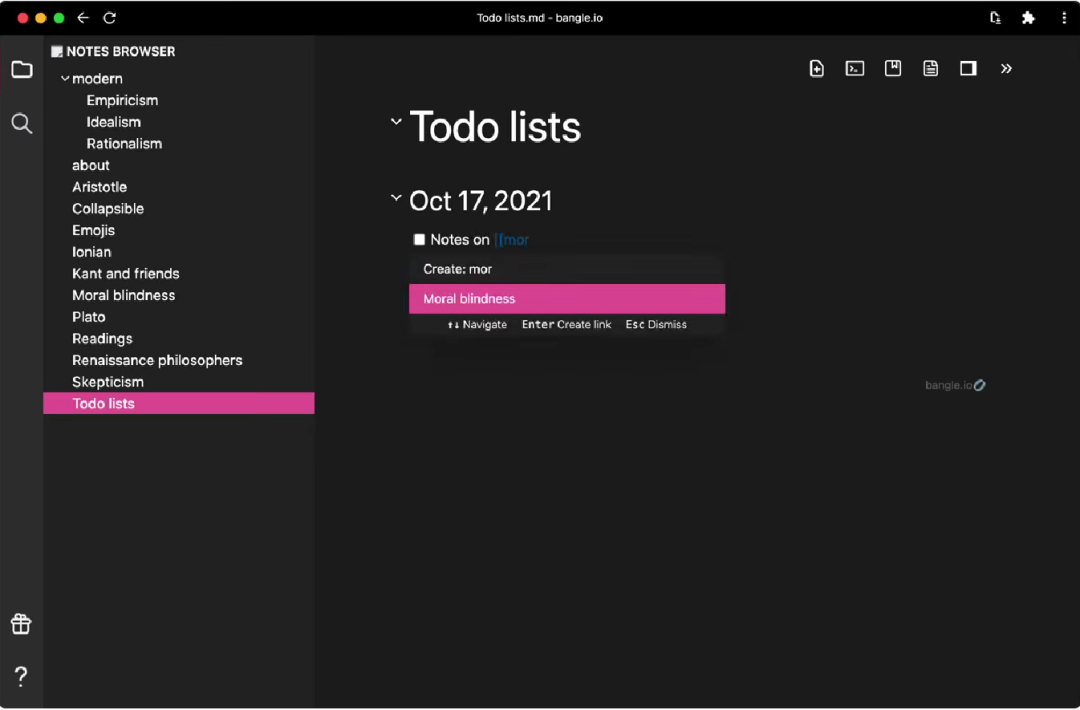 Todo lists.md - bangle.io
NOTES BROWSER
modern
Empiricism
Idealism
Rationalism
about
Aristotle
Collapsible
Emojis
Ionian
Kant and friends
Moral blindness
Plato
Readings
Renaissance philosophers
Skepticism
Todo lists
Todo lists
Oct 17, 2021
Notes on [[mor
Create: mor
Moral blindness
↑↓ Navigate Enter Create link Esc Dismiss
bangle.io